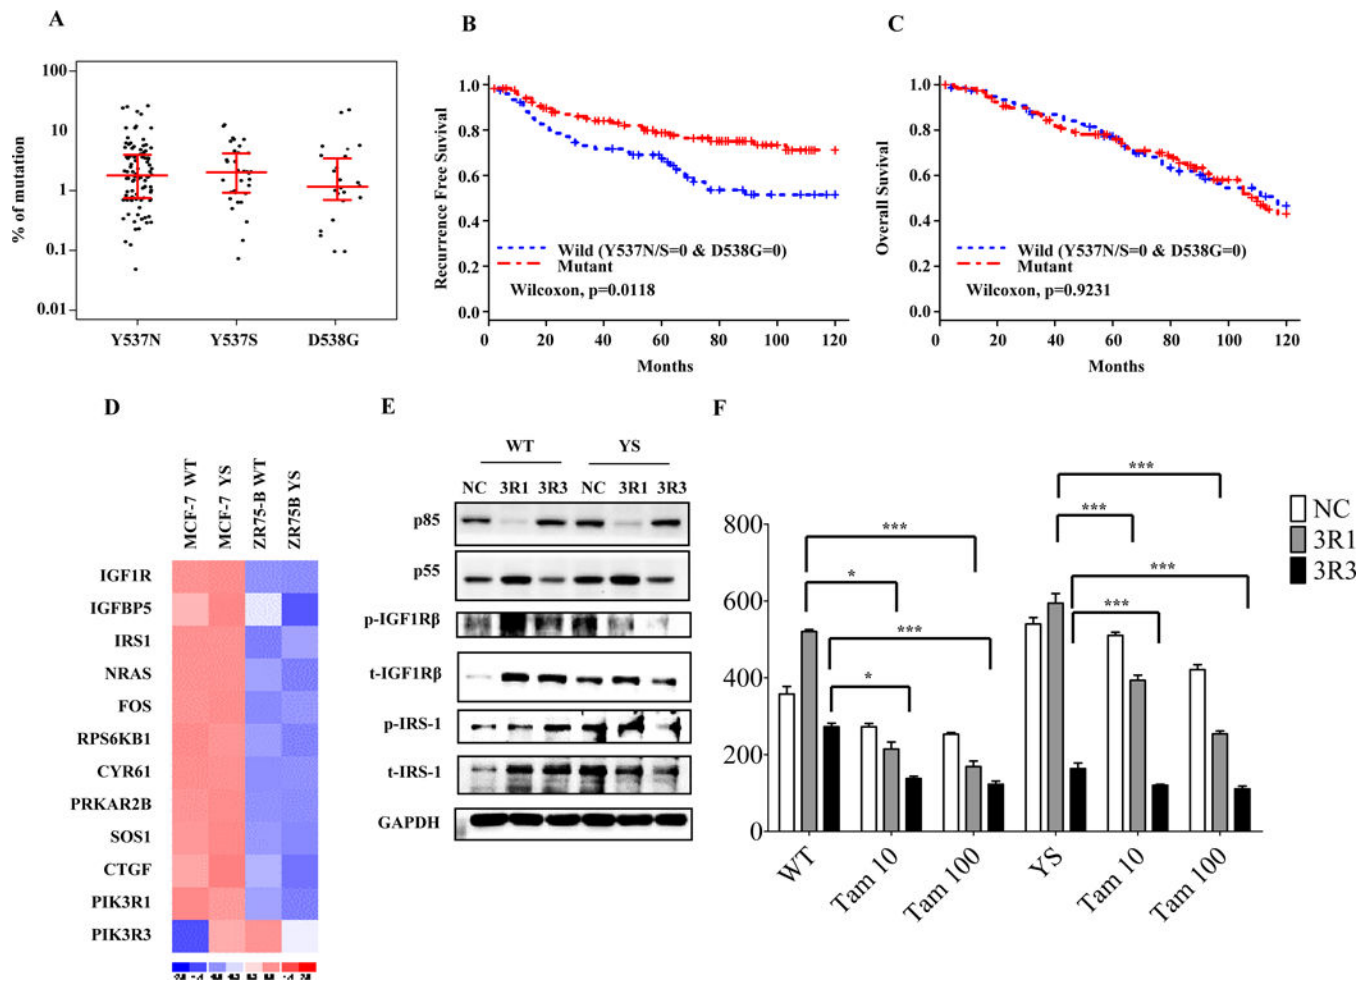 A
% of mutation
100
10
1
0.1
0.01
Y537N Y537S D538G
B
Recurrence Free Suvival
1.0
0.8
0.6
0.4
0.2
0.0
Wild (Y537N/S=0 & D538G=0)
Mutant
Wilcoxon, p=0.0118
0 20 40 60 80 100 120
Months
C
Overall Suvival
1.0
0.8
0.6
0.4
0.2
0.0
Wild (Y537N/S=0 & D538G=0)
Mutant
Wilcoxon, p=0.9231
0 20 40 60 80 100 120
Months
D
MCF-7 WT
MCF-7 YS
ZR75-B WT
ZR75B YS
IGF1R
IGFBP5
IRS1
NRAS
FOS
RPS6KB1
CYR61
PRKAR2B
SOS1
CTGF
PIK3R1
PIK3R3
E
WT YS
NC 3R1 3R3 NC 3R1 3R3
p85
p55
p-IGF1Rβ
t-IGF1Rβ
p-IRS-1
t-IRS-1
GAPDH
F
800
600
400
200
0
***
*
***
*
***
***
***
***
NC
3R1
3R3
WT
Tam 10
Tam 100
YS
Tam 10
Tam 100